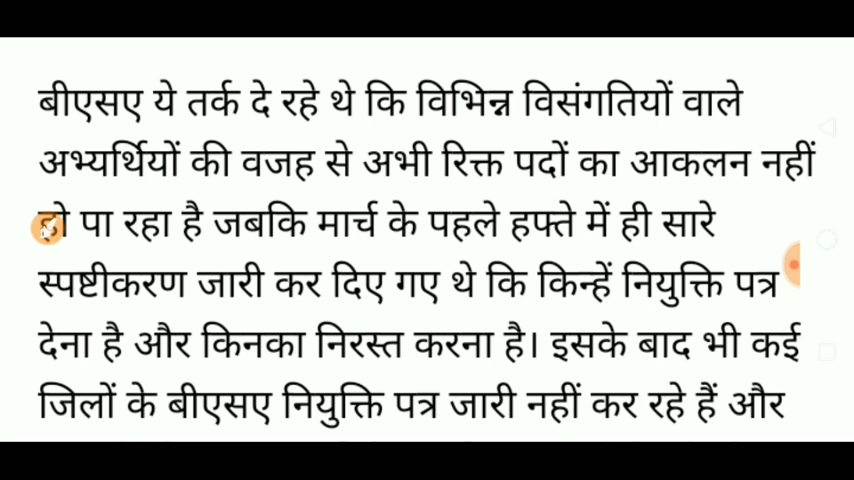 बीएसए ये तर्क दे रहे थे कि विभिन्न विसंगतियों वाले
अभ्यर्थियों की वजह से अभी रिक्त पदों का आकलन नहीं
हो पा रहा है जबकि मार्च के पहले हफ्ते में ही सारे
स्पष्टीकरण जारी कर दिए गए थे कि किन्हें नियुक्ति पत्र
देना है और किनका निरस्त करना है। इसके बाद भी कई
जिलों के बीएसए नियुक्ति पत्र जारी नहीं कर रहे हैं और